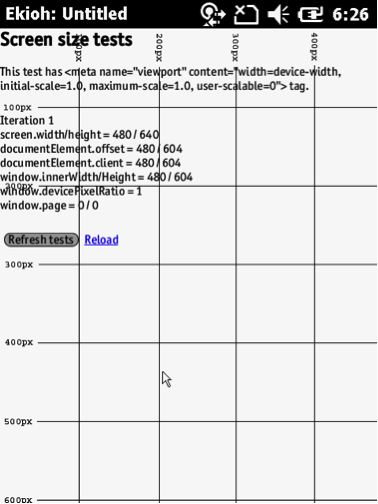 Ekioh: Untitled 6:26
Screen size tests
200px
300px
400px
This test has <meta name="viewport" content="width=device-width,
initial-scale=1.0, maximum-scale=1.0, user-scalable=0"> tag.
100px
Iteration 1
screen.width/height = 480 / 640
documentElement.offset = 480 / 604
documentElement.client = 480 / 604
window.innerWidth/Height = 480 / 604
200px
window.devicePixelRatio = 1
window.page = 0 / 0
Refresh tests Reload
300px
400px
500px
600px